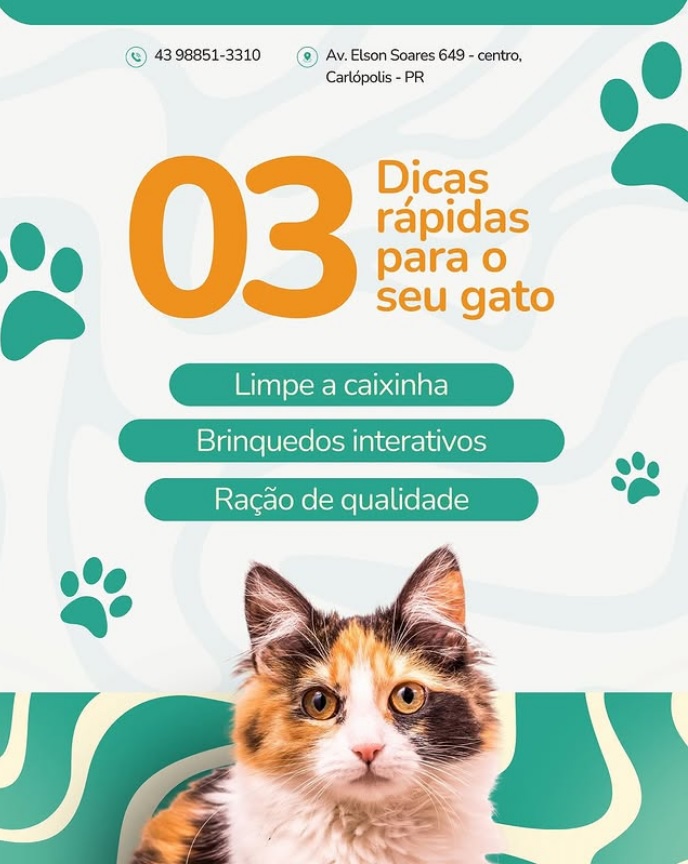 43 98851-3310
Av. Elson Soares 649 - centro,
Carlópolis - PR
03
Dicas
rápidas
para o
seu gato
Limpe a caixinha
Brinquedos interativos
Ração de qualidade